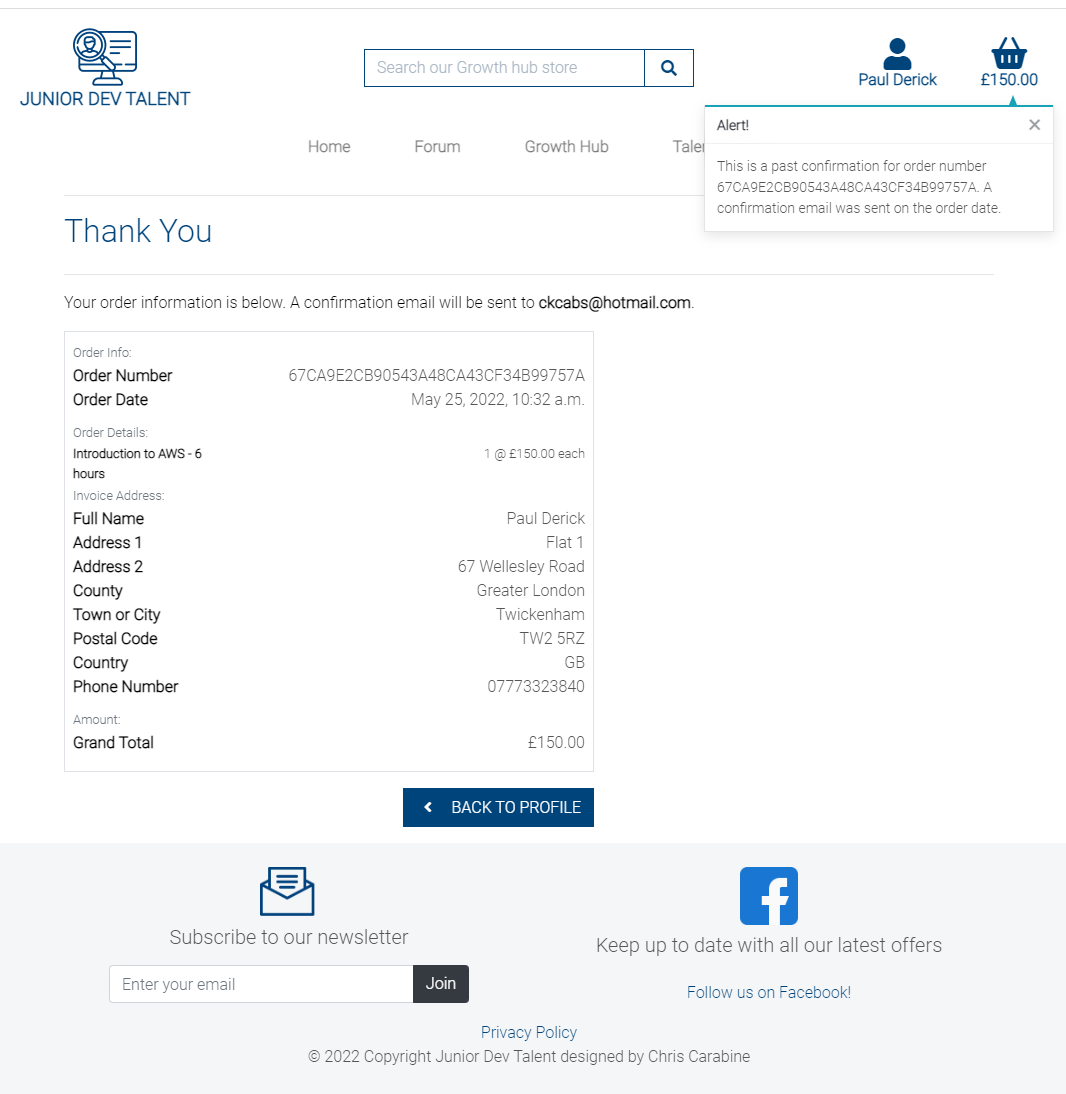 JUNIOR DEV TALENT
Search our Growth hub store
Paul Derick
£150.00
Home Forum Growth Hub Taler
Alert! ×
This is a past confirmation for order number
67CA9E2CB90543A48CA43CF34B99757A. A
confirmation email was sent on the order date.
Thank You
Your order information is below. A confirmation email will be sent to ckcabs@hotmail.com.
Order Info:
Order Number 67CA9E2CB90543A48CA43CF34B99757A
Order Date May 25, 2022, 10:32 a.m.
Order Details:
Introduction to AWS - 6 1 @ £150.00 each
hours
Invoice Address:
Full Name Paul Derick
Address 1 Flat 1
Address 2 67 Wellesley Road
County Greater London
Town or City Twickenham
Postal Code TW2 5RZ
Country GB
Phone Number 07773323840
Amount:
Grand Total £150.00
BACK TO PROFILE
Subscribe to our newsletter
Enter your email Join
Keep up to date with all our latest offers
Follow us on Facebook!
Privacy Policy
© 2022 Copyright Junior Dev Talent designed by Chris Carabine